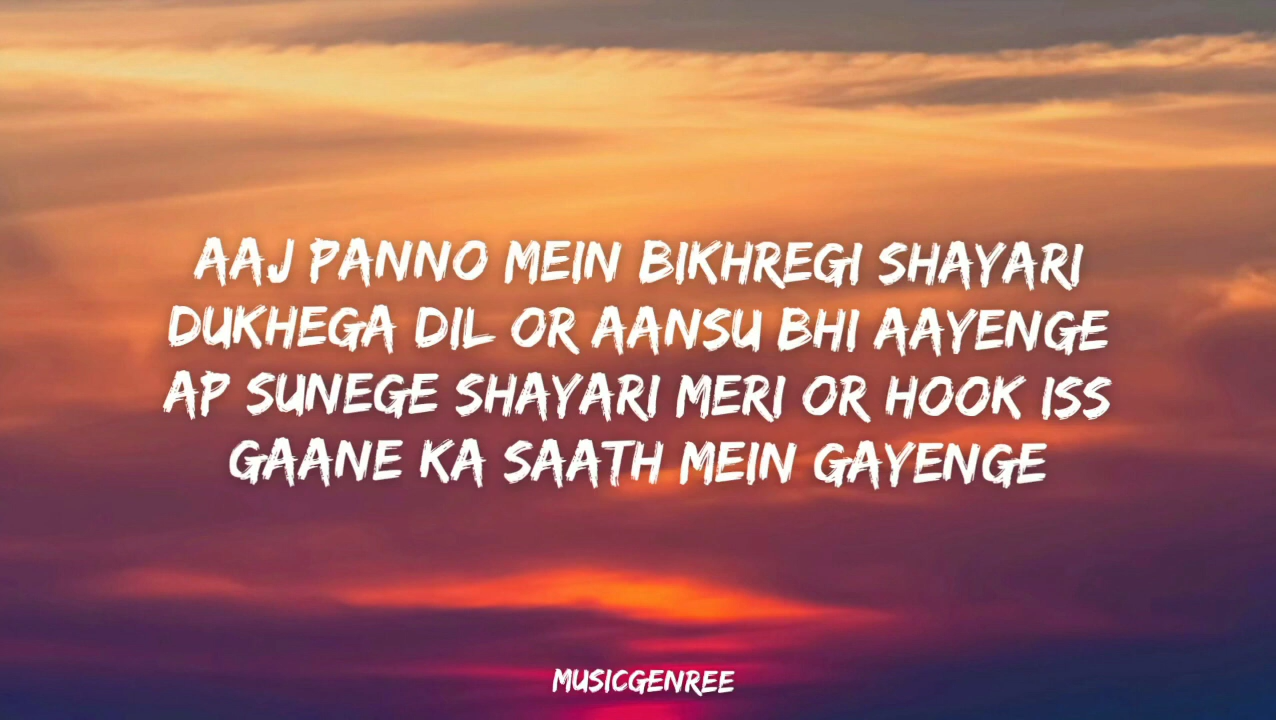 AAJ PANNO MEIN BIKHREGI SHAYARI
DUKHEGA DIL OR AANSU BHI AAYENGE
AP SUNEGE SHAYARI MERI OR HOOK ISS
GAANE KA SAATH MEIN GAYENGE
MUSICGENREE